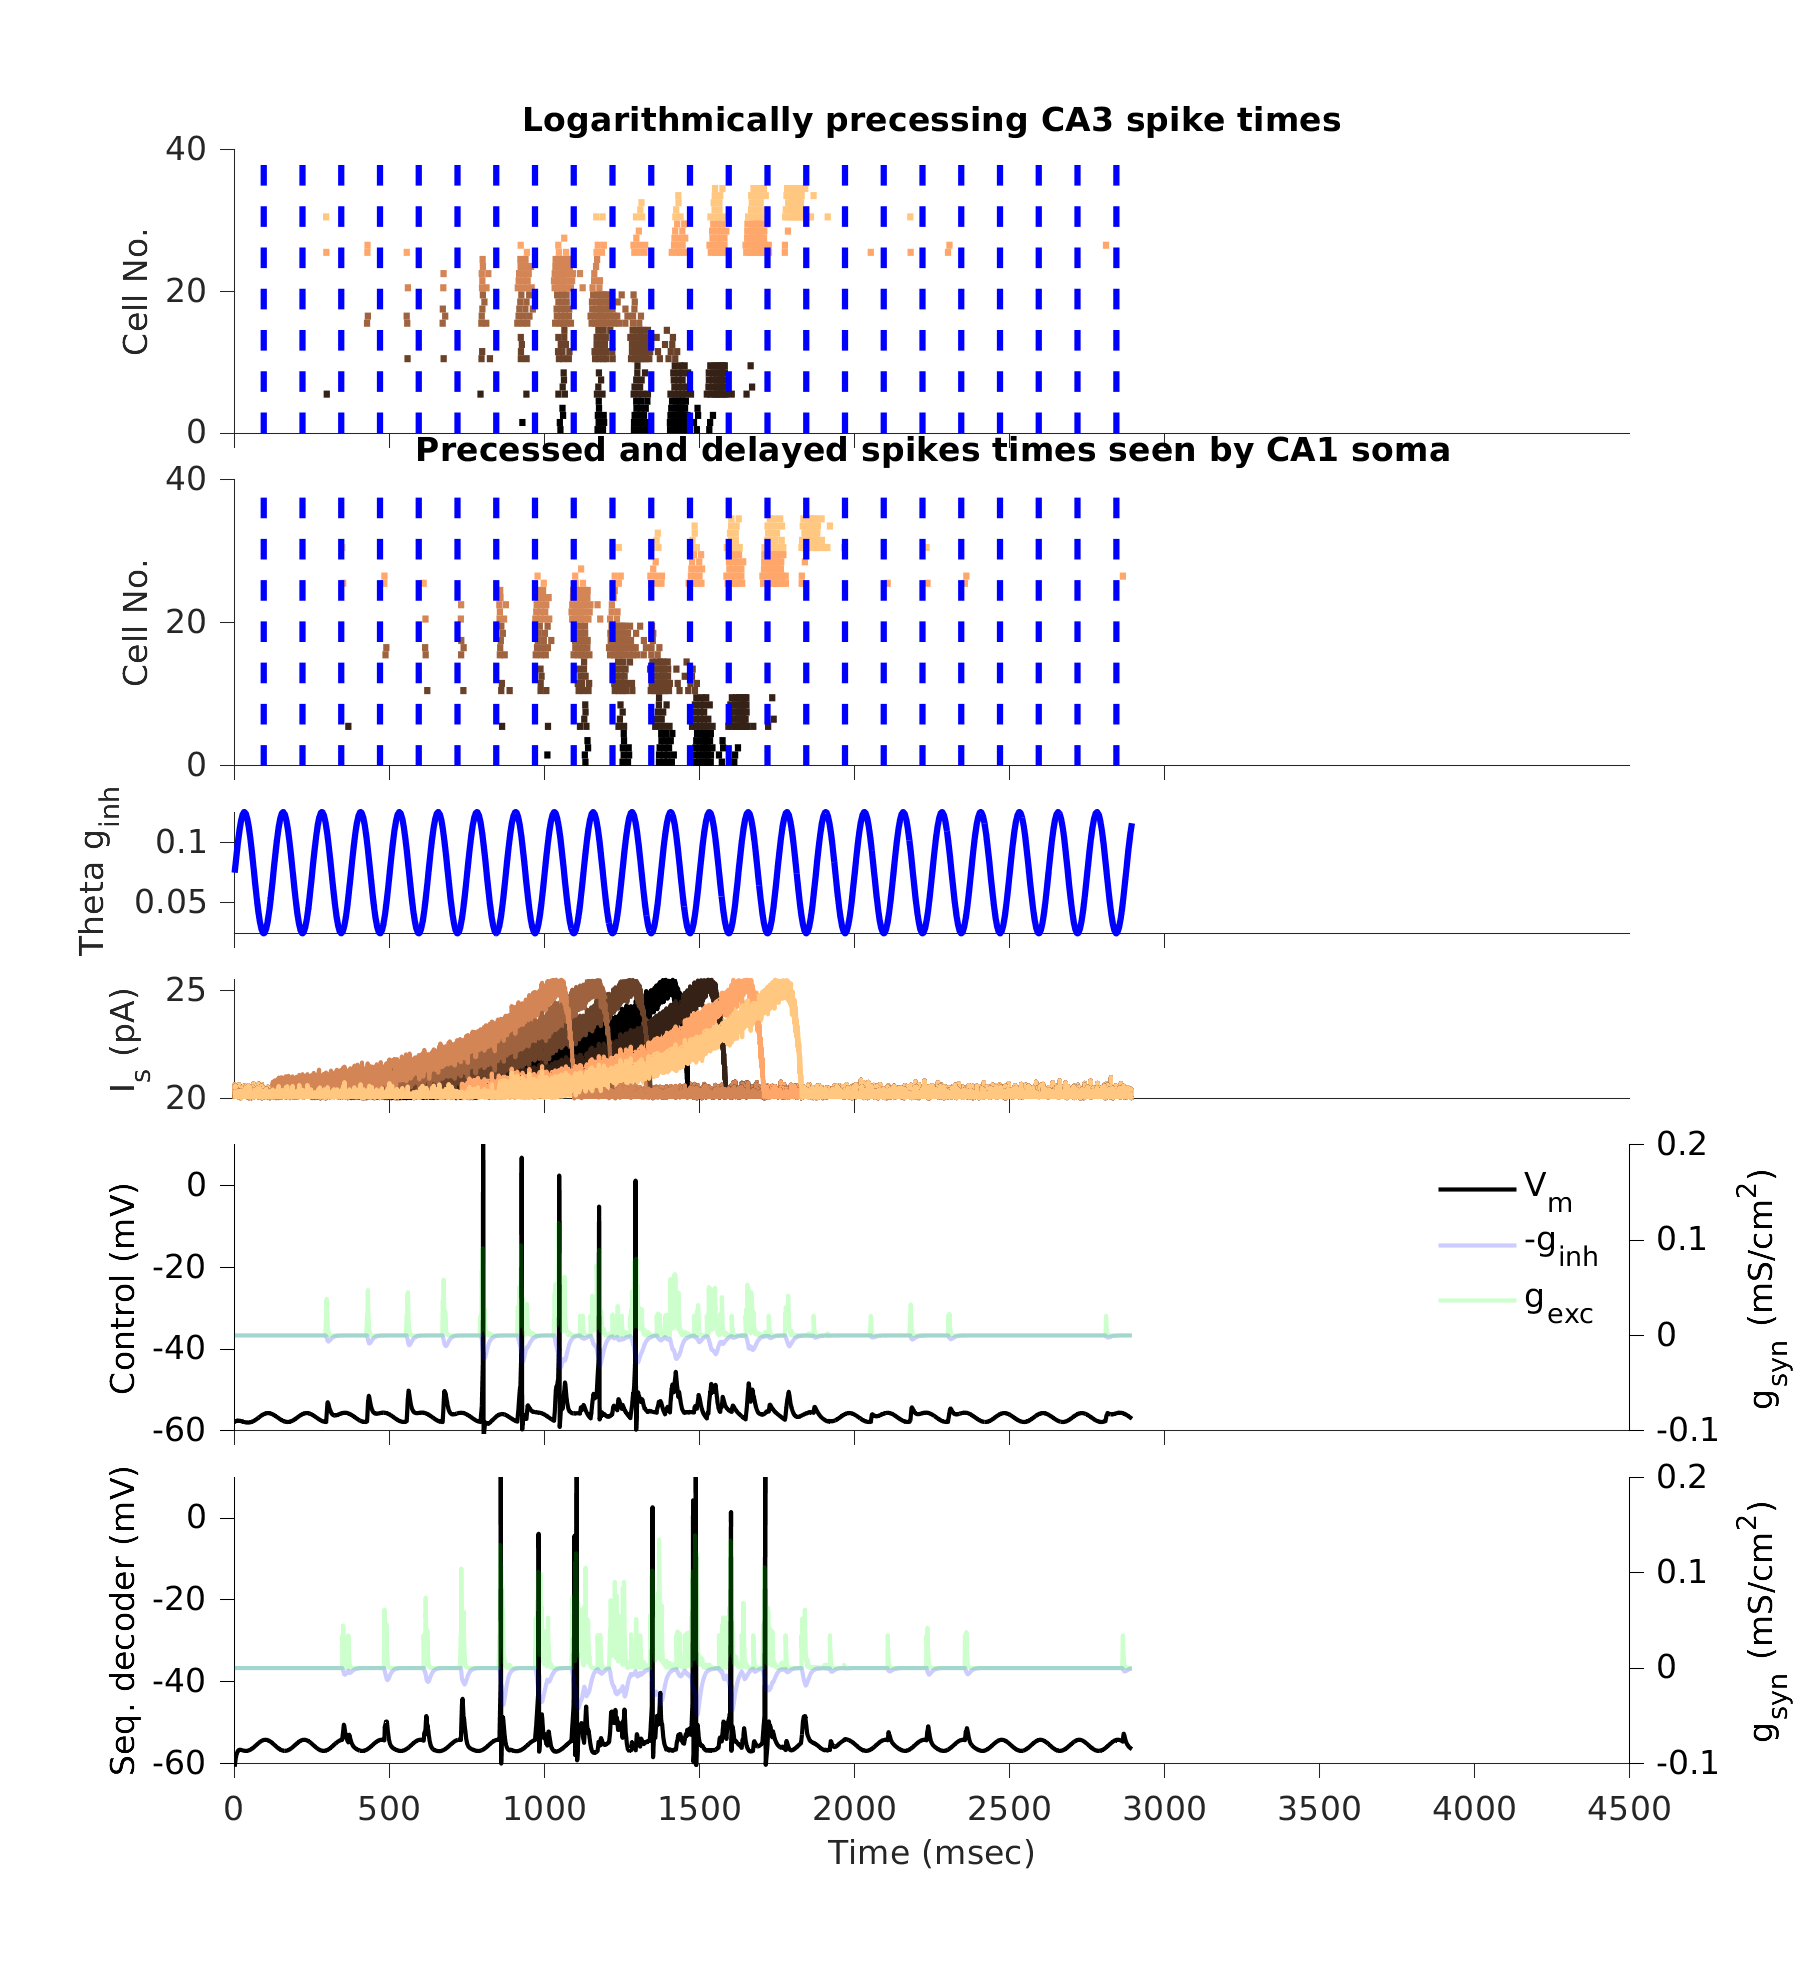 Logarithmically precessing CA3 spike times
40
20
0
Cell No.
Precessed and delayed spikes times seen by CA1 soma
40
20
0
Cell No.
0.1
0.05
Theta g_inh
25
20
I_s (pA)
0
-20
-40
-60
Control (mV)
V_m
-g_inh
g_exc
0.2
0.1
0
-0.1
g_syn (mS/cm^2)
0
-20
-40
-60
Seq. decoder (mV)
0.2
0.1
0
-0.1
g_syn (mS/cm^2)
0 500 1000 1500 2000 2500 3000 3500 4000 4500
Time (msec)